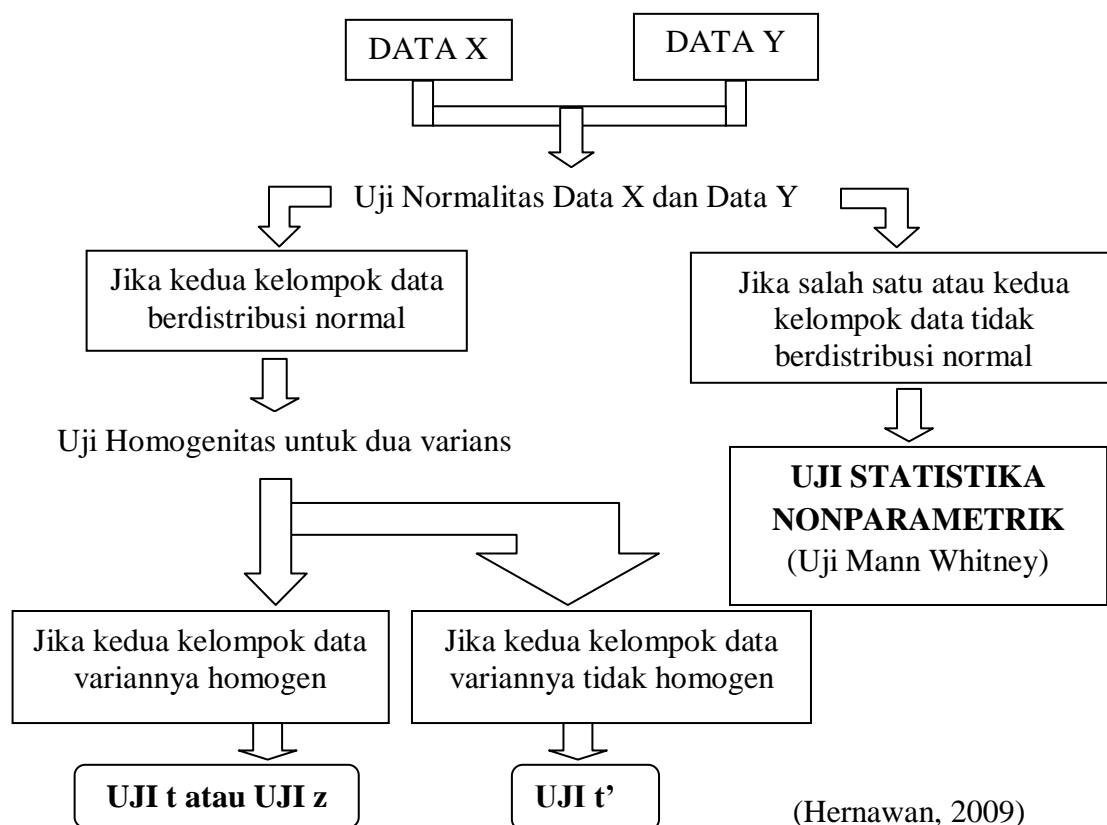 DATA X
DATA Y
Uji Normalitas Data X dan Data Y
Jika kedua kelompok data
berdistribusi normal
Jika salah satu atau kedua
kelompok data tidak
berdistribusi normal
Uji Homogenitas untuk dua varians
UJI STATISTIKA
NONPARAMETRIK
(Uji Mann Whitney)
Jika kedua kelompok data
variannya homogen
Jika kedua kelompok data
variannya tidak homogen
UJI t atau UJI z
UJI t’
(Hernawan, 2009)